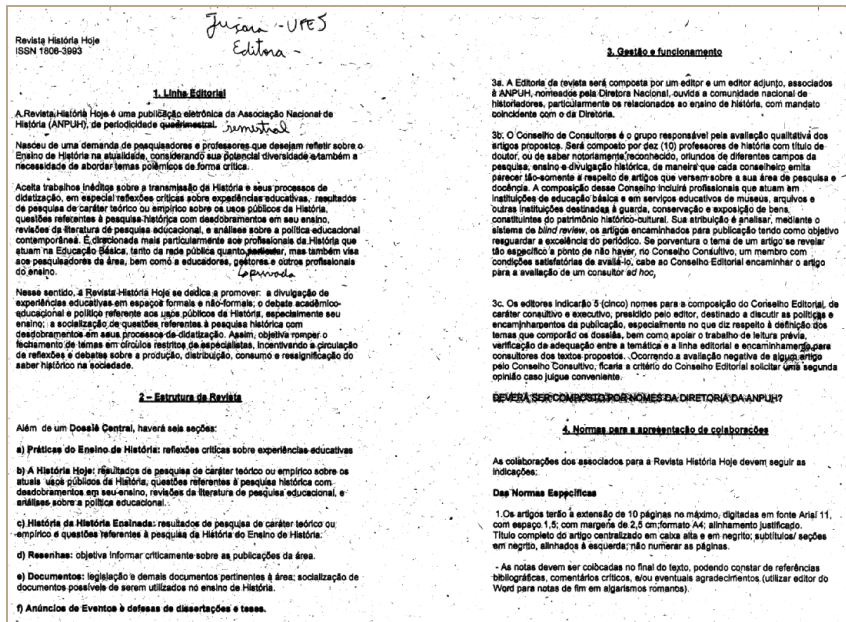 Juçara - UFES
Editora -
Revista História Hoje
ISSN 1806-3993
1. Linha Editorial
A Revista História Hoje é uma publicação eletrônica da Associação Nacional de
História (ANPUH), de periodicidade quadrimestral. semestral
Nasceu de uma demanda de pesquisadores e professores que desejam refletir sobre o
Ensino de História na atualidade, considerando sua potencial diversidade e também a
necessidade de abordar temas polêmicos de forma crítica.
Aceita trabalhos inéditos sobre a transmissão da História e seus processos de
didatização, em especial reflexões críticas sobre experiências educativas, resultados
de pesquisa de caráter teórico ou empírico sobre os usos públicos da História,
questões referentes à pesquisa histórica com desdobramentos em seu ensino,
revisões da literatura de pesquisa educacional, e análises sobre a política educacional
contemporânea. É direcionada mais particularmente aos profissionais da História que
atuam na Educação Básica, tanto da rede pública quanto particular, mas também visa
aos pesquisadores da área, bem como a educadores, gestores e outros profissionais
do ensino. privada
Nesse sentido, a Revista História Hoje se dedica a promover: a divulgação de
experiências educativas em espaços formais e não-formais; o debate acadêmico-
educacional e político referente aos usos públicos da História, especialmente seu
ensino; a socialização de questões referentes à pesquisa histórica com
desdobramentos em seus processos de didatização. Assim, objetiva romper o
fechamento de temas em círculos restritos de especialistas, incentivando a circulação
de reflexões e debates sobre a produção, distribuição, consumo e ressignificação do
saber histórico na sociedade.
2 – Estrutura da Revista
Além de um Dossiê Central, haverá seis seções:
a) Práticas do Ensino de História: reflexões críticas sobre experiências educativas
b) A História Hoje: resultados de pesquisa de caráter teórico ou empírico sobre os
atuais usos públicos da História, questões referentes à pesquisa histórica com
desdobramentos em seu ensino, revisões da literatura de pesquisa educacional, e
análises sobre a política educacional.
c) História da História Ensinada: resultados de pesquisa de caráter teórico ou
empírico e questões referentes à pesquisa da História do Ensino de História.
d) Resenhas: objetiva informar criticamente sobre as publicações da área.
e) Documentos: legislação e demais documentos pertinentes à área; socialização de
documentos possíveis de serem utilizados no ensino de História.
f) Anúncios de Eventos e defesas de dissertações e teses.
3. Gestão e funcionamento
3a. A Editoria da revista será composta por um editor e um editor adjunto, associados
à ANPUH, nomeados pela Diretora Nacional, ouvida a comunidade nacional de
historiadores, particularmente os relacionados ao ensino de história, com mandato
coincidente com o da Diretoria.
3b. O Conselho de Consultores é o grupo responsável pela avaliação qualitativa dos
artigos propostos. Será composto por dez (10) professores de história com título de
doutor, ou de saber notoriamente reconhecido, oriundos de diferentes campos da
pesquisa, ensino e divulgação histórica, de maneira que cada conselheiro emita
parecer tão-somente a respeito de artigos que versem sobre a sua área de pesquisa e
docência. A composição desse Conselho incluirá profissionais que atuam em
instituições de educação básica e em serviços educativos de museus, arquivos e
outras instituições destinadas à guarda, conservação e exposição de bens,
constituintes do patrimônio histórico-cultural. Sua atribuição é analisar, mediante o
sistema de blind review, os artigos encaminhados para publicação tendo como objetivo
resguardar a excelência do periódico. Se porventura o tema de um artigo se revelar
tão específico a ponto de não haver, no Conselho Consultivo, um membro com
condições satisfatórias de avaliá-lo, cabe ao Conselho Editorial encaminhar o artigo
para a avaliação de um consultor ad hoc,
3c. Os editores indicarão 5 (cinco) nomes para a composição do Conselho Editorial, de
caráter consultivo e executivo, presidido pelo editor, destinado a discutir as políticas e
encaminhamentos da publicação, especialmente no que diz respeito à definição dos
temas que comporão os dossiês, bem como apoiar o trabalho de leitura prévia,
verificação da adequação entre a temática e a linha editorial e encaminhamento para
consultores dos textos propostos. Ocorrendo a avaliação negativa de algum artigo
pelo Conselho Consultivo, ficaria a critério do Conselho Editorial solicitar uma segunda
opinião caso julgue conveniente.
DEVERÁ SER COMPOSTO POR NOMES DA DIRETORIA DA ANPUH?
4. Normas para a apresentação de colaborações
As colaborações dos associados para a Revista História Hoje devem seguir as
indicações:
Das Normas Específicas
1.Os artigos terão a extensão de 10 páginas no máximo, digitadas em fonte Arial 11,
com espaço 1,5; com margens de 2,5 cm;formato A4; alinhamento justificado.
Título completo do artigo centralizado em caixa alta e em negrito; subtítulos/ seções
em negrito, alinhados à esquerda; não numerar as páginas.
- As notas devem ser colocadas no final do texto, podendo constar de referências
bibliográficas, comentários críticos, e/ou eventuais agradecimentos (utilizar editor do
Word para notas de fim em algarismos romanos).